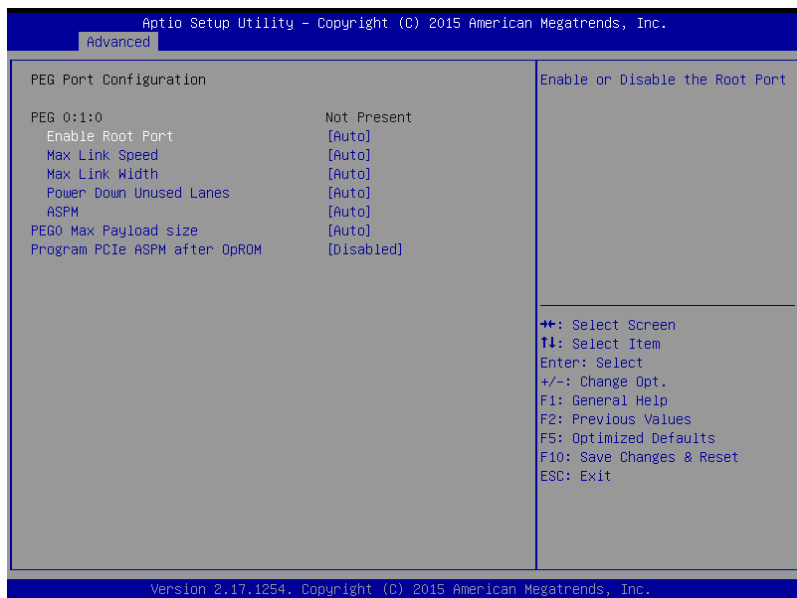 Aptio Setup Utility – Copyright (C) 2015 American Megatrends, Inc.
Advanced
PEG Port Configuration
PEG 0:1:0 Not Present
Enable Root Port [Auto]
Max Link Speed [Auto]
Max Link Width [Auto]
Power Down Unused Lanes [Auto]
ASPM [Auto]
PEG0 Max Payload size [Auto]
Program PCIe ASPM after OpROM [Disabled]
Enable or Disable the Root Port
→←: Select Screen
↑↓: Select Item
Enter: Select
+/-: Change Opt.
F1: General Help
F2: Previous Values
F5: Optimized Defaults
F10: Save Changes & Reset
ESC: Exit
Version 2.17.1254. Copyright (C) 2015 American Megatrends, Inc.